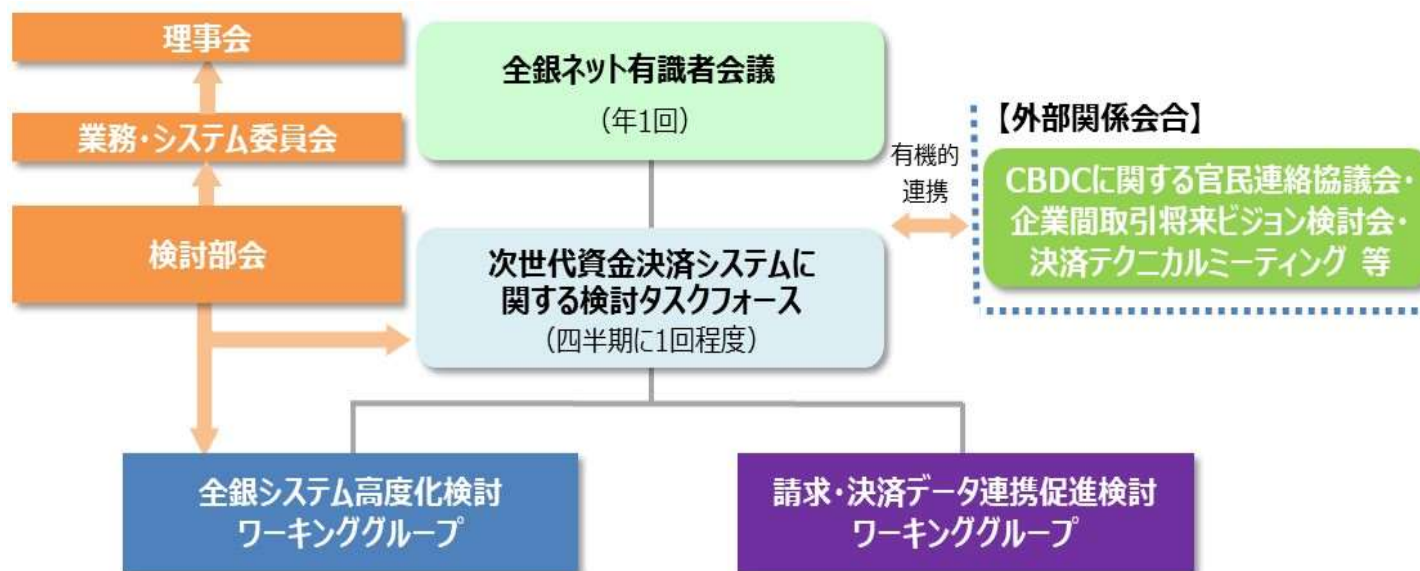 理事会
業務・システム委員会
検討部会
全銀ネット有識者会議
（年1回）
次世代資金決済システムに
関する検討タスクフォース
（四半期に1回程度）
有機的
連携
【外部関係会合】
CBDCに関する官民連絡協議会・
企業間取引将来ビジョン検討会・
決済テクニカルミーティング 等
全銀システム高度化検討
ワーキンググループ
請求・決済データ連携促進検討
ワーキンググループ